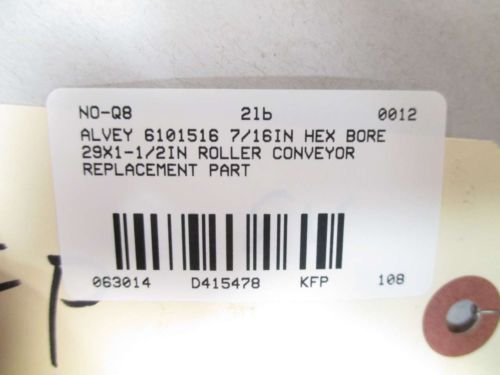 NO-Q8 2lb 0012
ALVEY 6101516 7/16IN HEX BORE
29X1-1/2IN ROLLER CONVEYOR
REPLACEMENT PART
063014 D415478 KFP 108